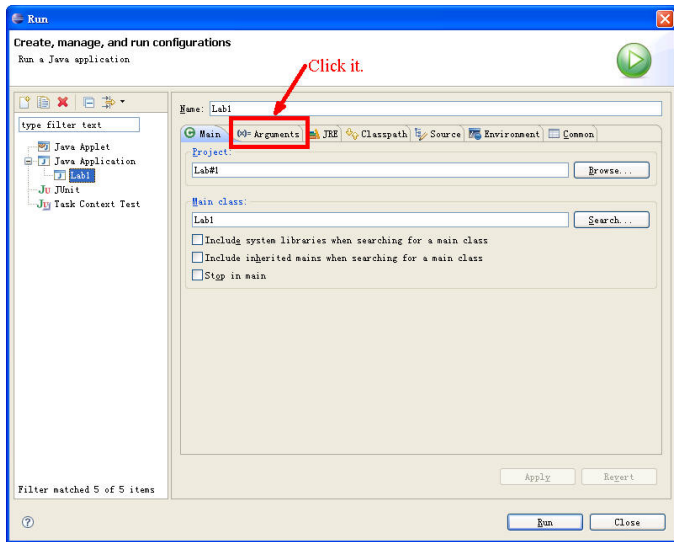 Run
Create, manage, and run configurations
Run a Java application
Click it.
type filter text
Java Applet
Java Application
Lab1
JUnit
Task Context Test
Filter matched 5 of 5 items
Name: Lab1
Main (x)= Arguments JRE Classpath Source Environment Common
Project:
Lab#1 Browse...
Main class:
Lab1 Search...
Include system libraries when searching for a main class
Include inherited mains when searching for a main class
Stop in main
Apply Revert
Run Close